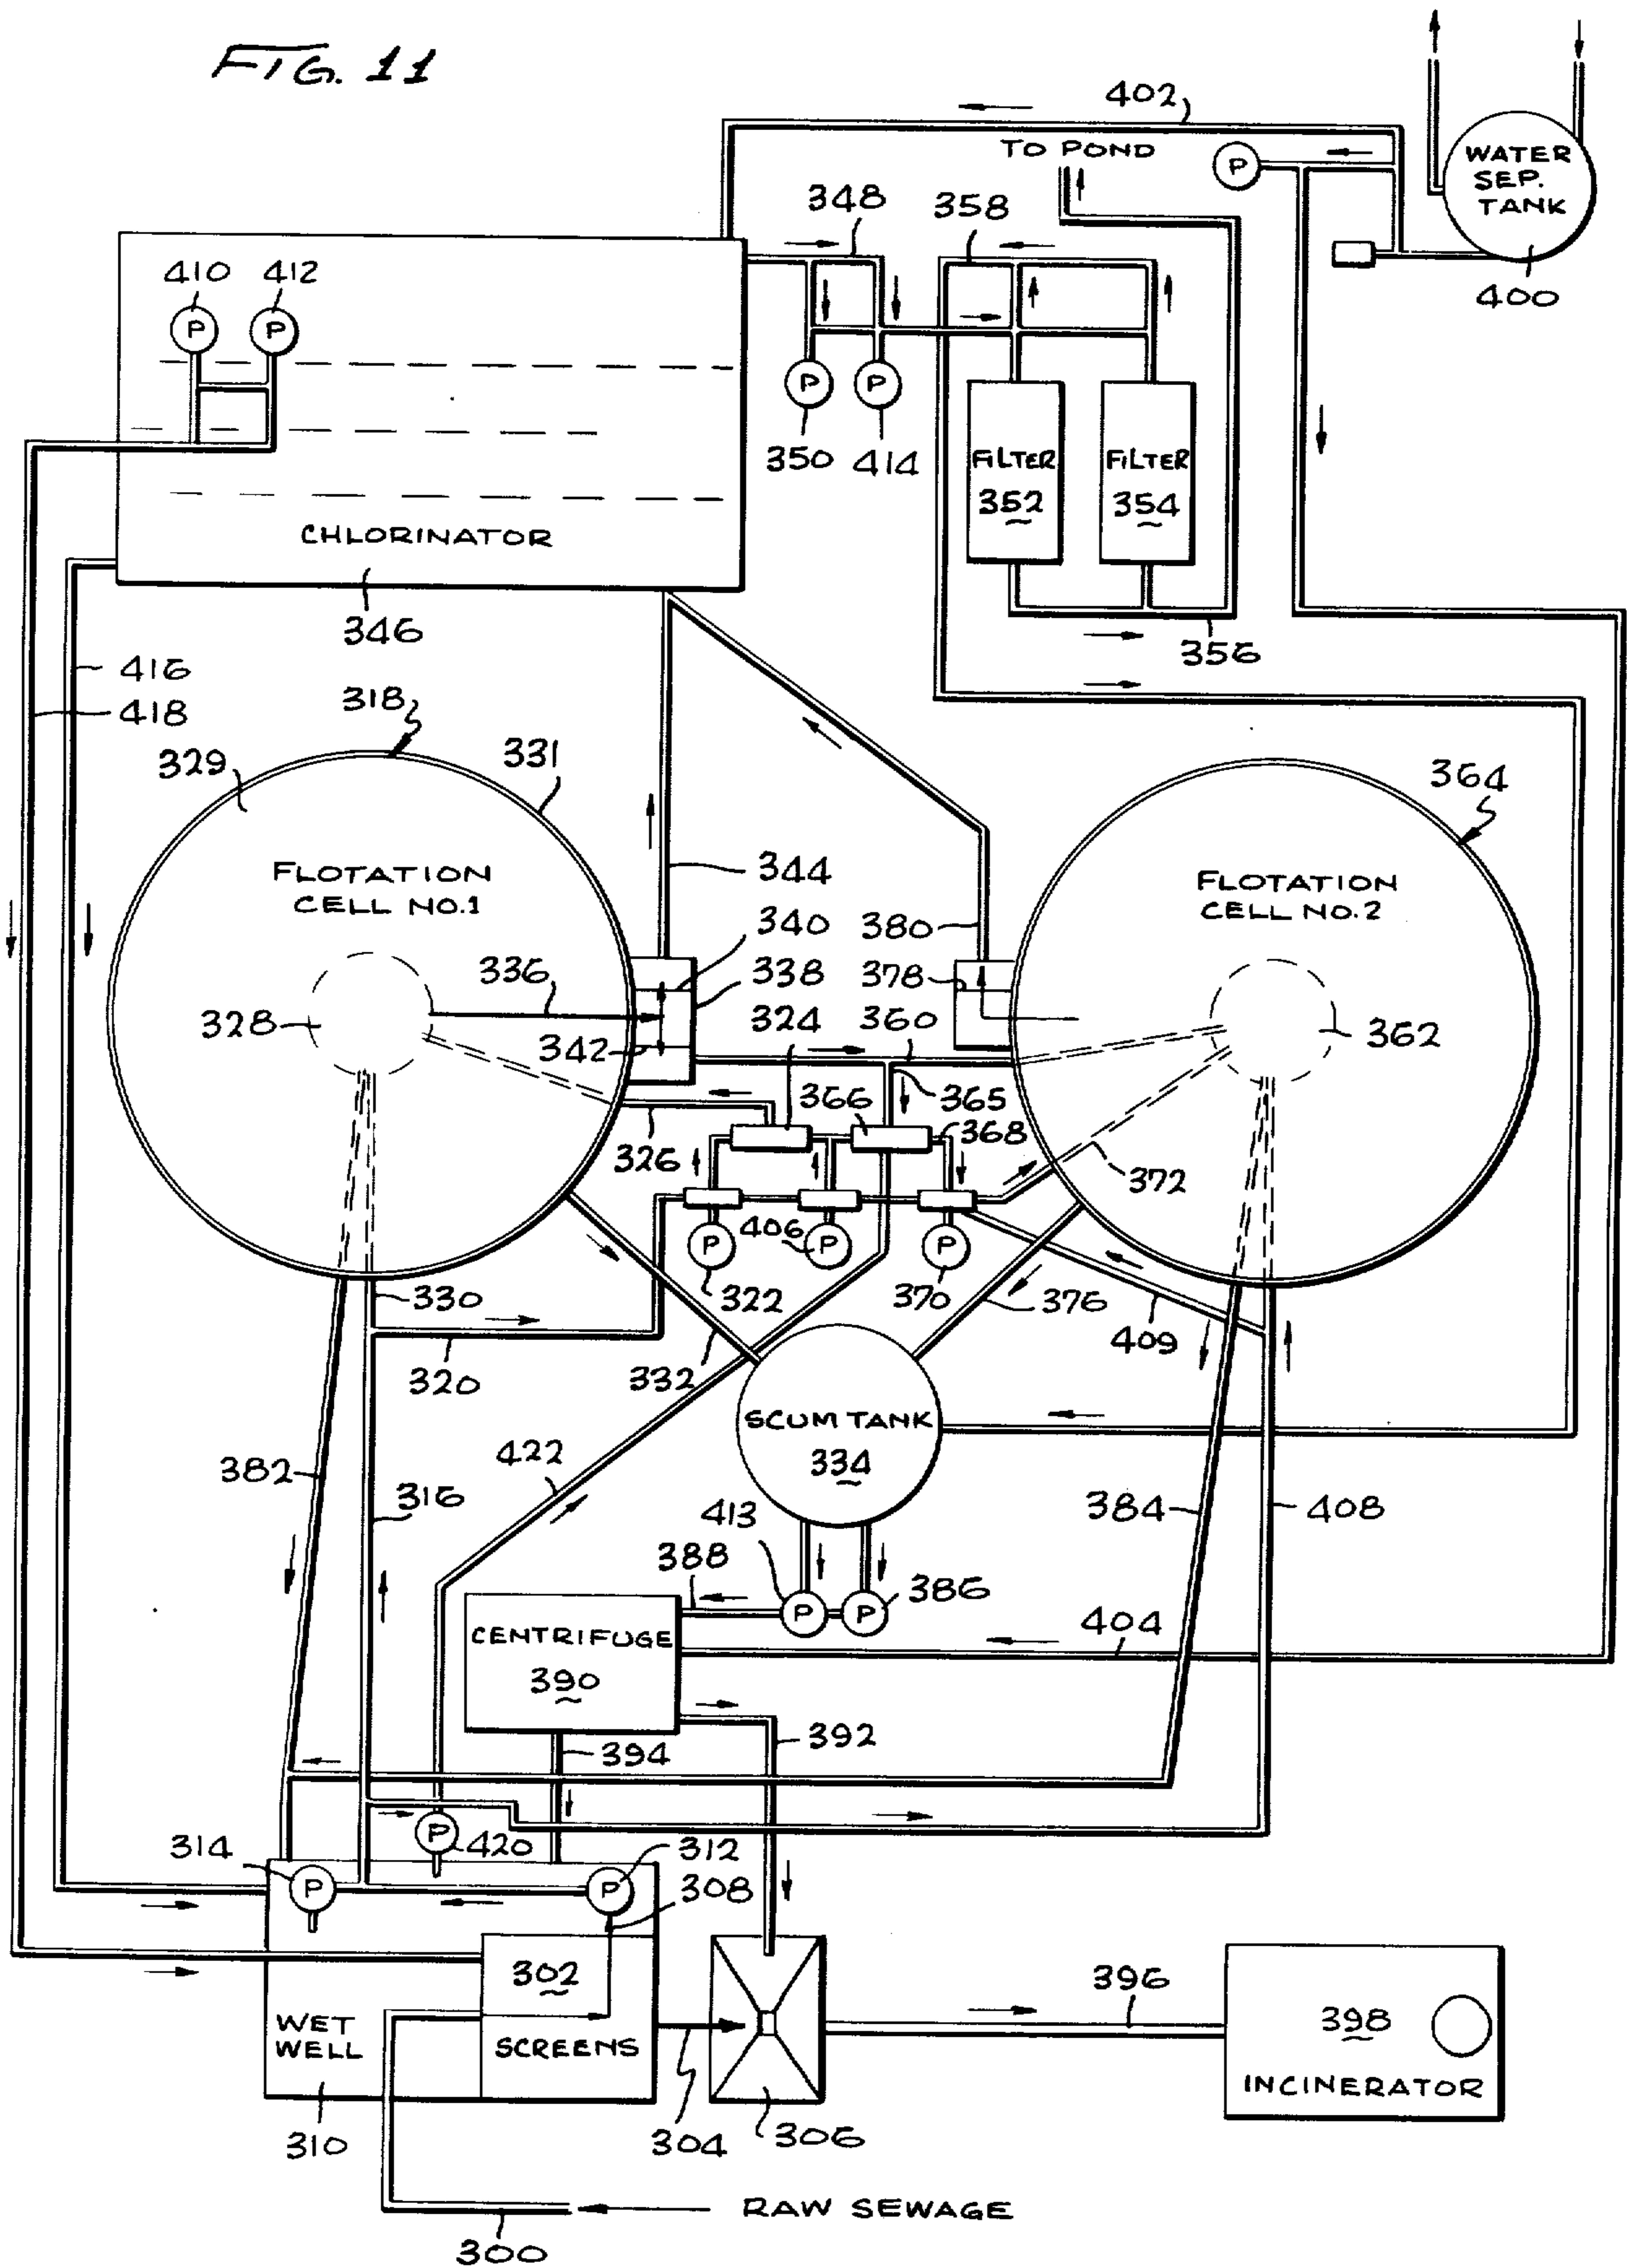 FIG. 11
402
TO POND
P
WATER
SEP.
TANK
400
348
358
410
412
P
P
P
P
350
414
FILTER
352
FILTER
354
CHLORINATOR
346
356
416
418
318
331
329
364
FLOTATION
CELL NO.1
FLOTATION
CELL NO.2
344
340
380
336
338
378
328
324
360
342
362
366
365
368
326
372
406
P
P
P
330
322
370
376
409
320
332
SCUM TANK
334
422
382
316
413
384
408
388
386
P
P
CENTRIFUGE
390
404
394
392
P
420
314
312
P
P
308
302
396
WET
WELL
SCREENS
398
INCINERATOR
310
304
306
RAW SEWAGE
300